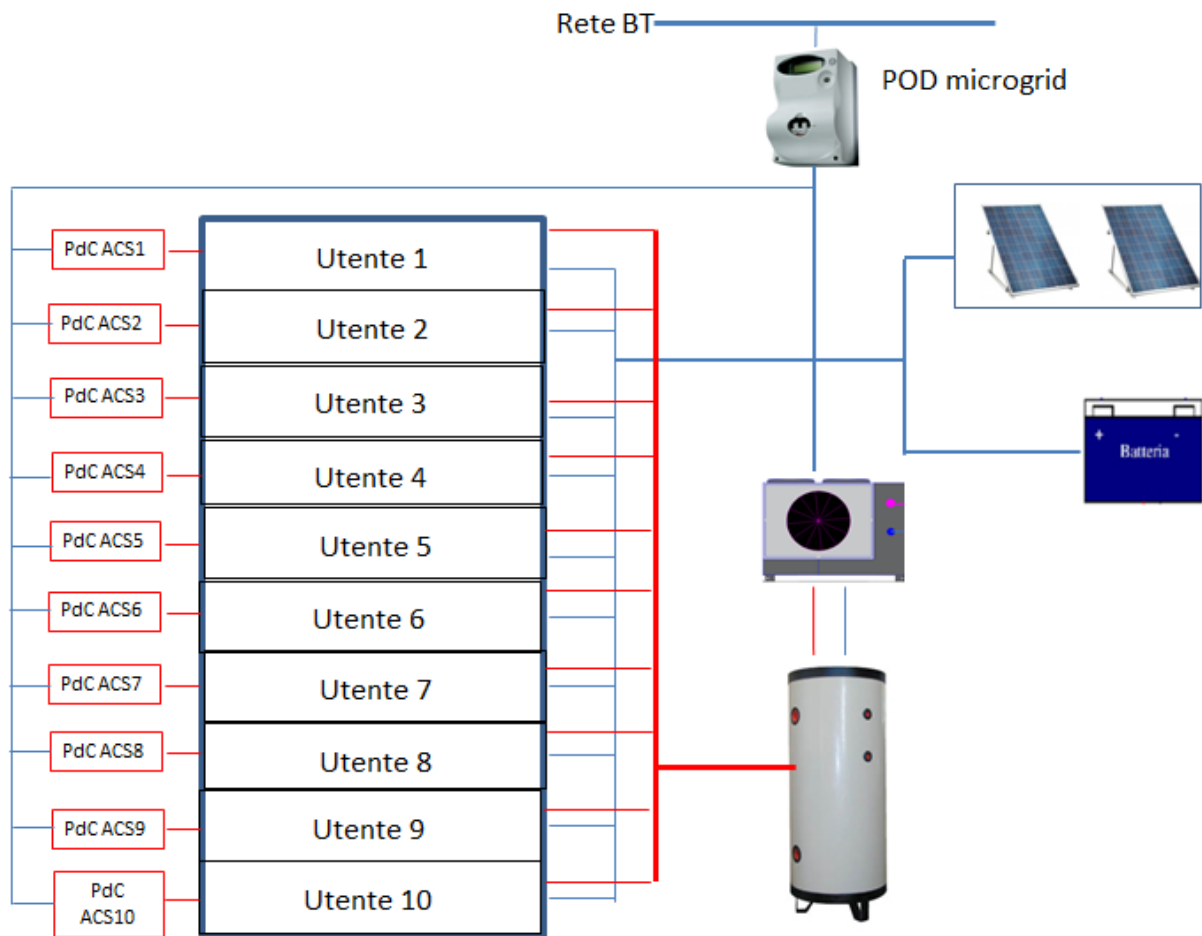 Rete BT
POD microgrid
PdC ACS1
Utente 1
PdC ACS2
Utente 2
PdC ACS3
Utente 3
PdC ACS4
Utente 4
+ -
Batteria
PdC ACS5
Utente 5
PdC ACS6
Utente 6
PdC ACS7
Utente 7
PdC ACS8
Utente 8
PdC ACS9
Utente 9
PdC
ACS10
Utente 10